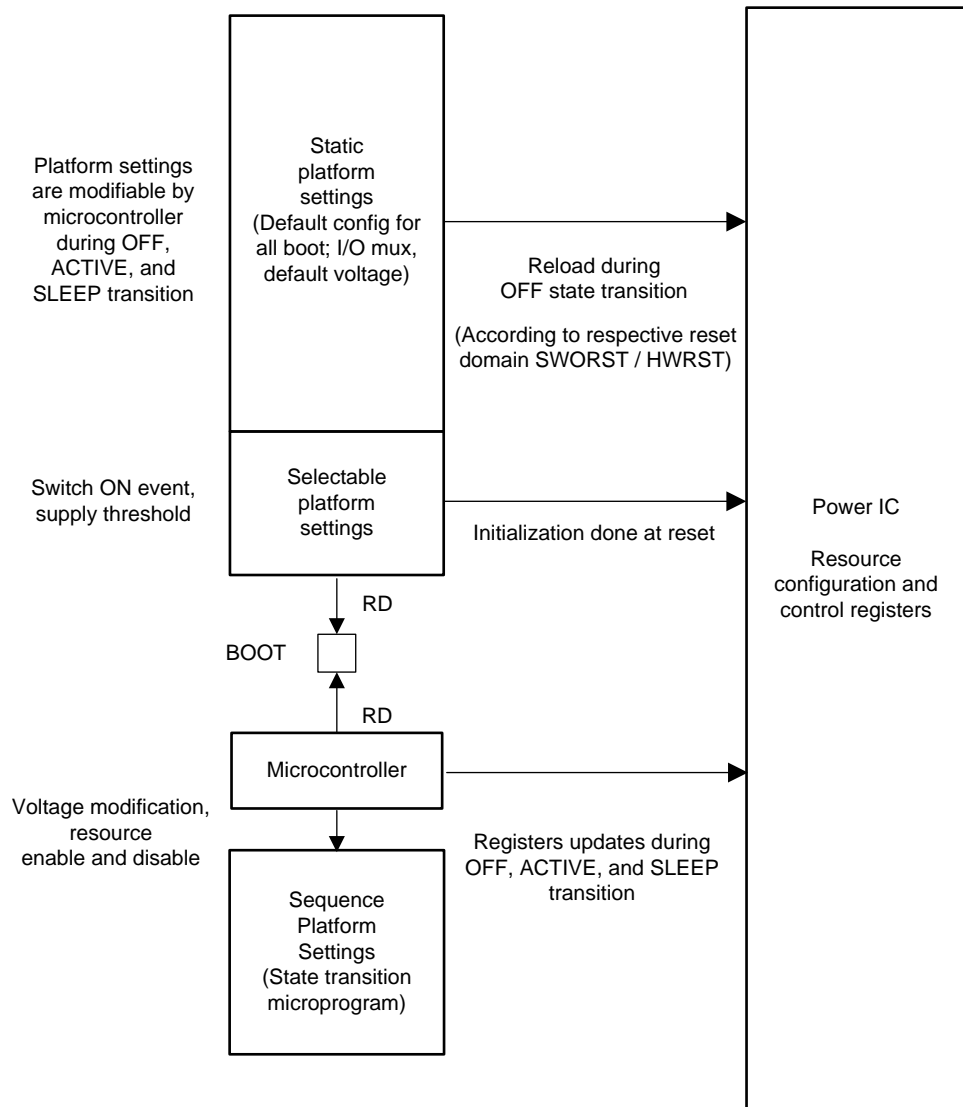 Platform settings
are modifiable by
microcontroller
during OFF,
ACTIVE, and
SLEEP transition
Static
platform
settings
(Default config for
all boot; I/O mux,
default voltage)
Reload during
OFF state transition
(According to respective reset
domain SWORST / HWRST)
Switch ON event,
supply threshold
Selectable
platform
settings
Initialization done at reset
Power IC
Resource
configuration and
control registers
RD
BOOT
RD
Microcontroller
Voltage modification,
resource
enable and disable
Registers updates during
OFF, ACTIVE, and SLEEP
transition
Sequence
Platform
Settings
(State transition
microprogram)